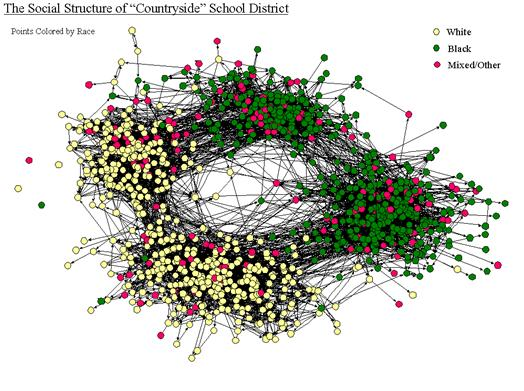 The Social Structure of “Countryside” School District
Points Colored by Race
White
Black
Mixed/Other